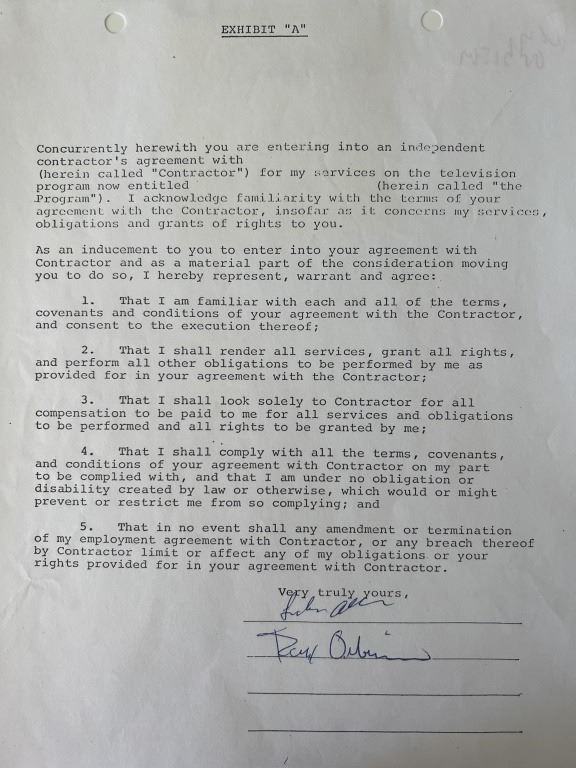 EXHIBIT "A"
Concurrently herewith you are entering into an independent
contractor's agreement with
(herein called "Contractor") for my services on the television
program now entitled (herein called "the
Program"). I acknowledge familiarity with the terms of your
agreement with the Contractor, insofar as it concerns my services,
obligations and grants of rights to you.
As an inducement to you to enter into your agreement with
Contractor and as a material part of the consideration moving
you to do so, I hereby represent, warrant and agree:
1. That I am familiar with each and all of the terms,
covenants and conditions of your agreement with the Contractor,
and consent to the execution thereof;
2. That I shall render all services, grant all rights,
and perform all other obligations to be performed by me as
provided for in your agreement with the Contractor;
3. That I shall look solely to Contractor for all
compensation to be paid to me for all services and obligations
to be performed and all rights to be granted by me;
4. That I shall comply with all the terms, covenants,
and conditions of your agreement with Contractor on my part
to be complied with, and that I am under no obligation or
disability created by law or otherwise, which would or might
prevent or restrict me from so complying; and
5. That in no event shall any amendment or termination
of my employment agreement with Contractor, or any breach thereof
by Contractor limit or affect any of my obligations or your
rights provided for in your agreement with Contractor.
Very truly yours,